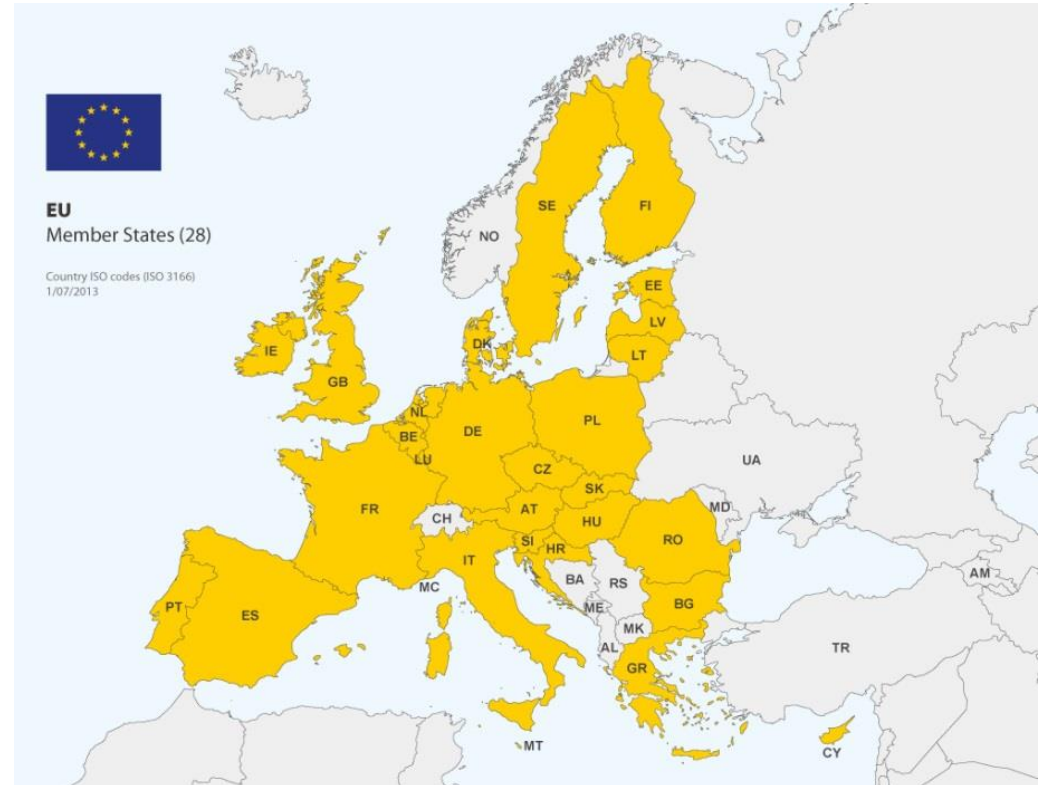 EU
Member States (28)
Country ISO codes (ISO 3166)
1/07/2013
NO
SE
FI
EE
LV
LT
DK
IE
GB
NL
BE
LU
DE
PL
CZ
SK
UA
FR
CH
AT
HU
MD
SI
HR
RO
IT
BA
RS
AM
MC
ME
BG
PT
ES
MK
AL
GR
TR
MT
CY